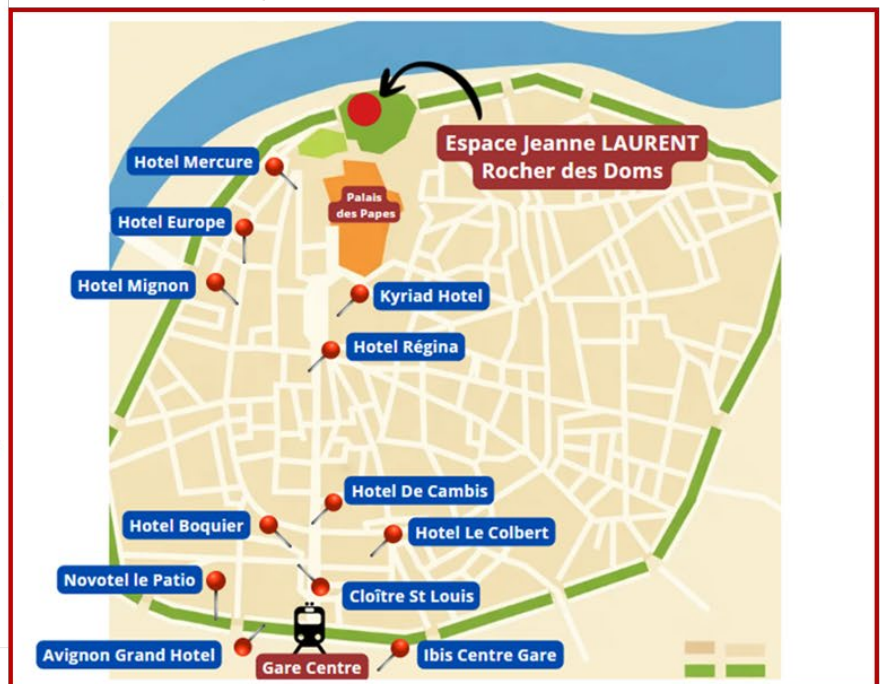 Espace Jeanne LAURENT
Rocher des Doms
Hotel Mercure
Palais
des Papes
Hotel Europe
Hotel Mignon
Kyriad Hotel
Hotel Régina
Hotel De Cambis
Hotel Boquier
Hotel Le Colbert
Novotel le Patio
Cloître St Louis
Avignon Grand Hotel
Gare Centre
Ibis Centre Gare